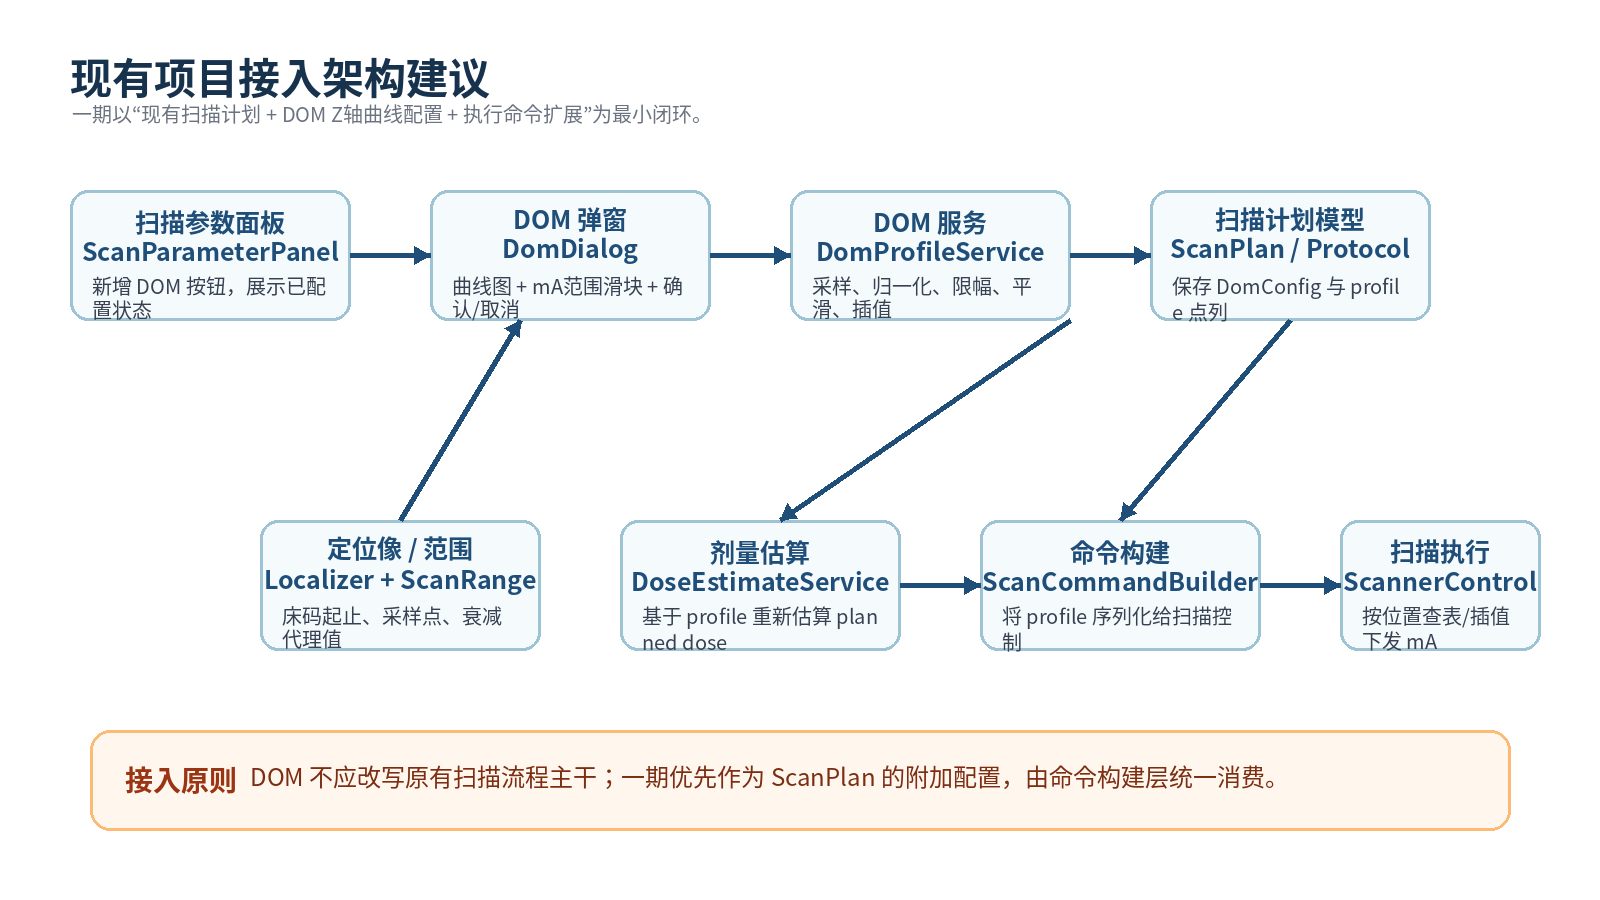 现有项目接入架构建议
一期以“现有扫描计划 + DOM Z轴曲线配置 + 执行命令扩展”为最小闭环。
扫描参数面板
ScanParameterPanel
新增 DOM 按钮，展示已配
置状态
DOM 弹窗
DomDialog
曲线图 + mA范围滑块 + 确
认/取消
DOM 服务
DomProfileService
采样、归一化、限幅、平
滑、插值
扫描计划模型
ScanPlan / Protocol
保存 DomConfig 与 profil
e 点列
定位像 / 范围
Localizer + ScanRange
床码起止、采样点、衰减
代理值
剂量估算
DoseEstimateService
基于 profile 重新估算 plan
ned dose
命令构建
ScanCommandBuilder
将 profile 序列化给扫描控
制
扫描执行
ScannerControl
按位置查表/插值
下发 mA
接入原则 DOM 不应改写原有扫描流程主干；一期优先作为 ScanPlan 的附加配置，由命令构建层统一消费。